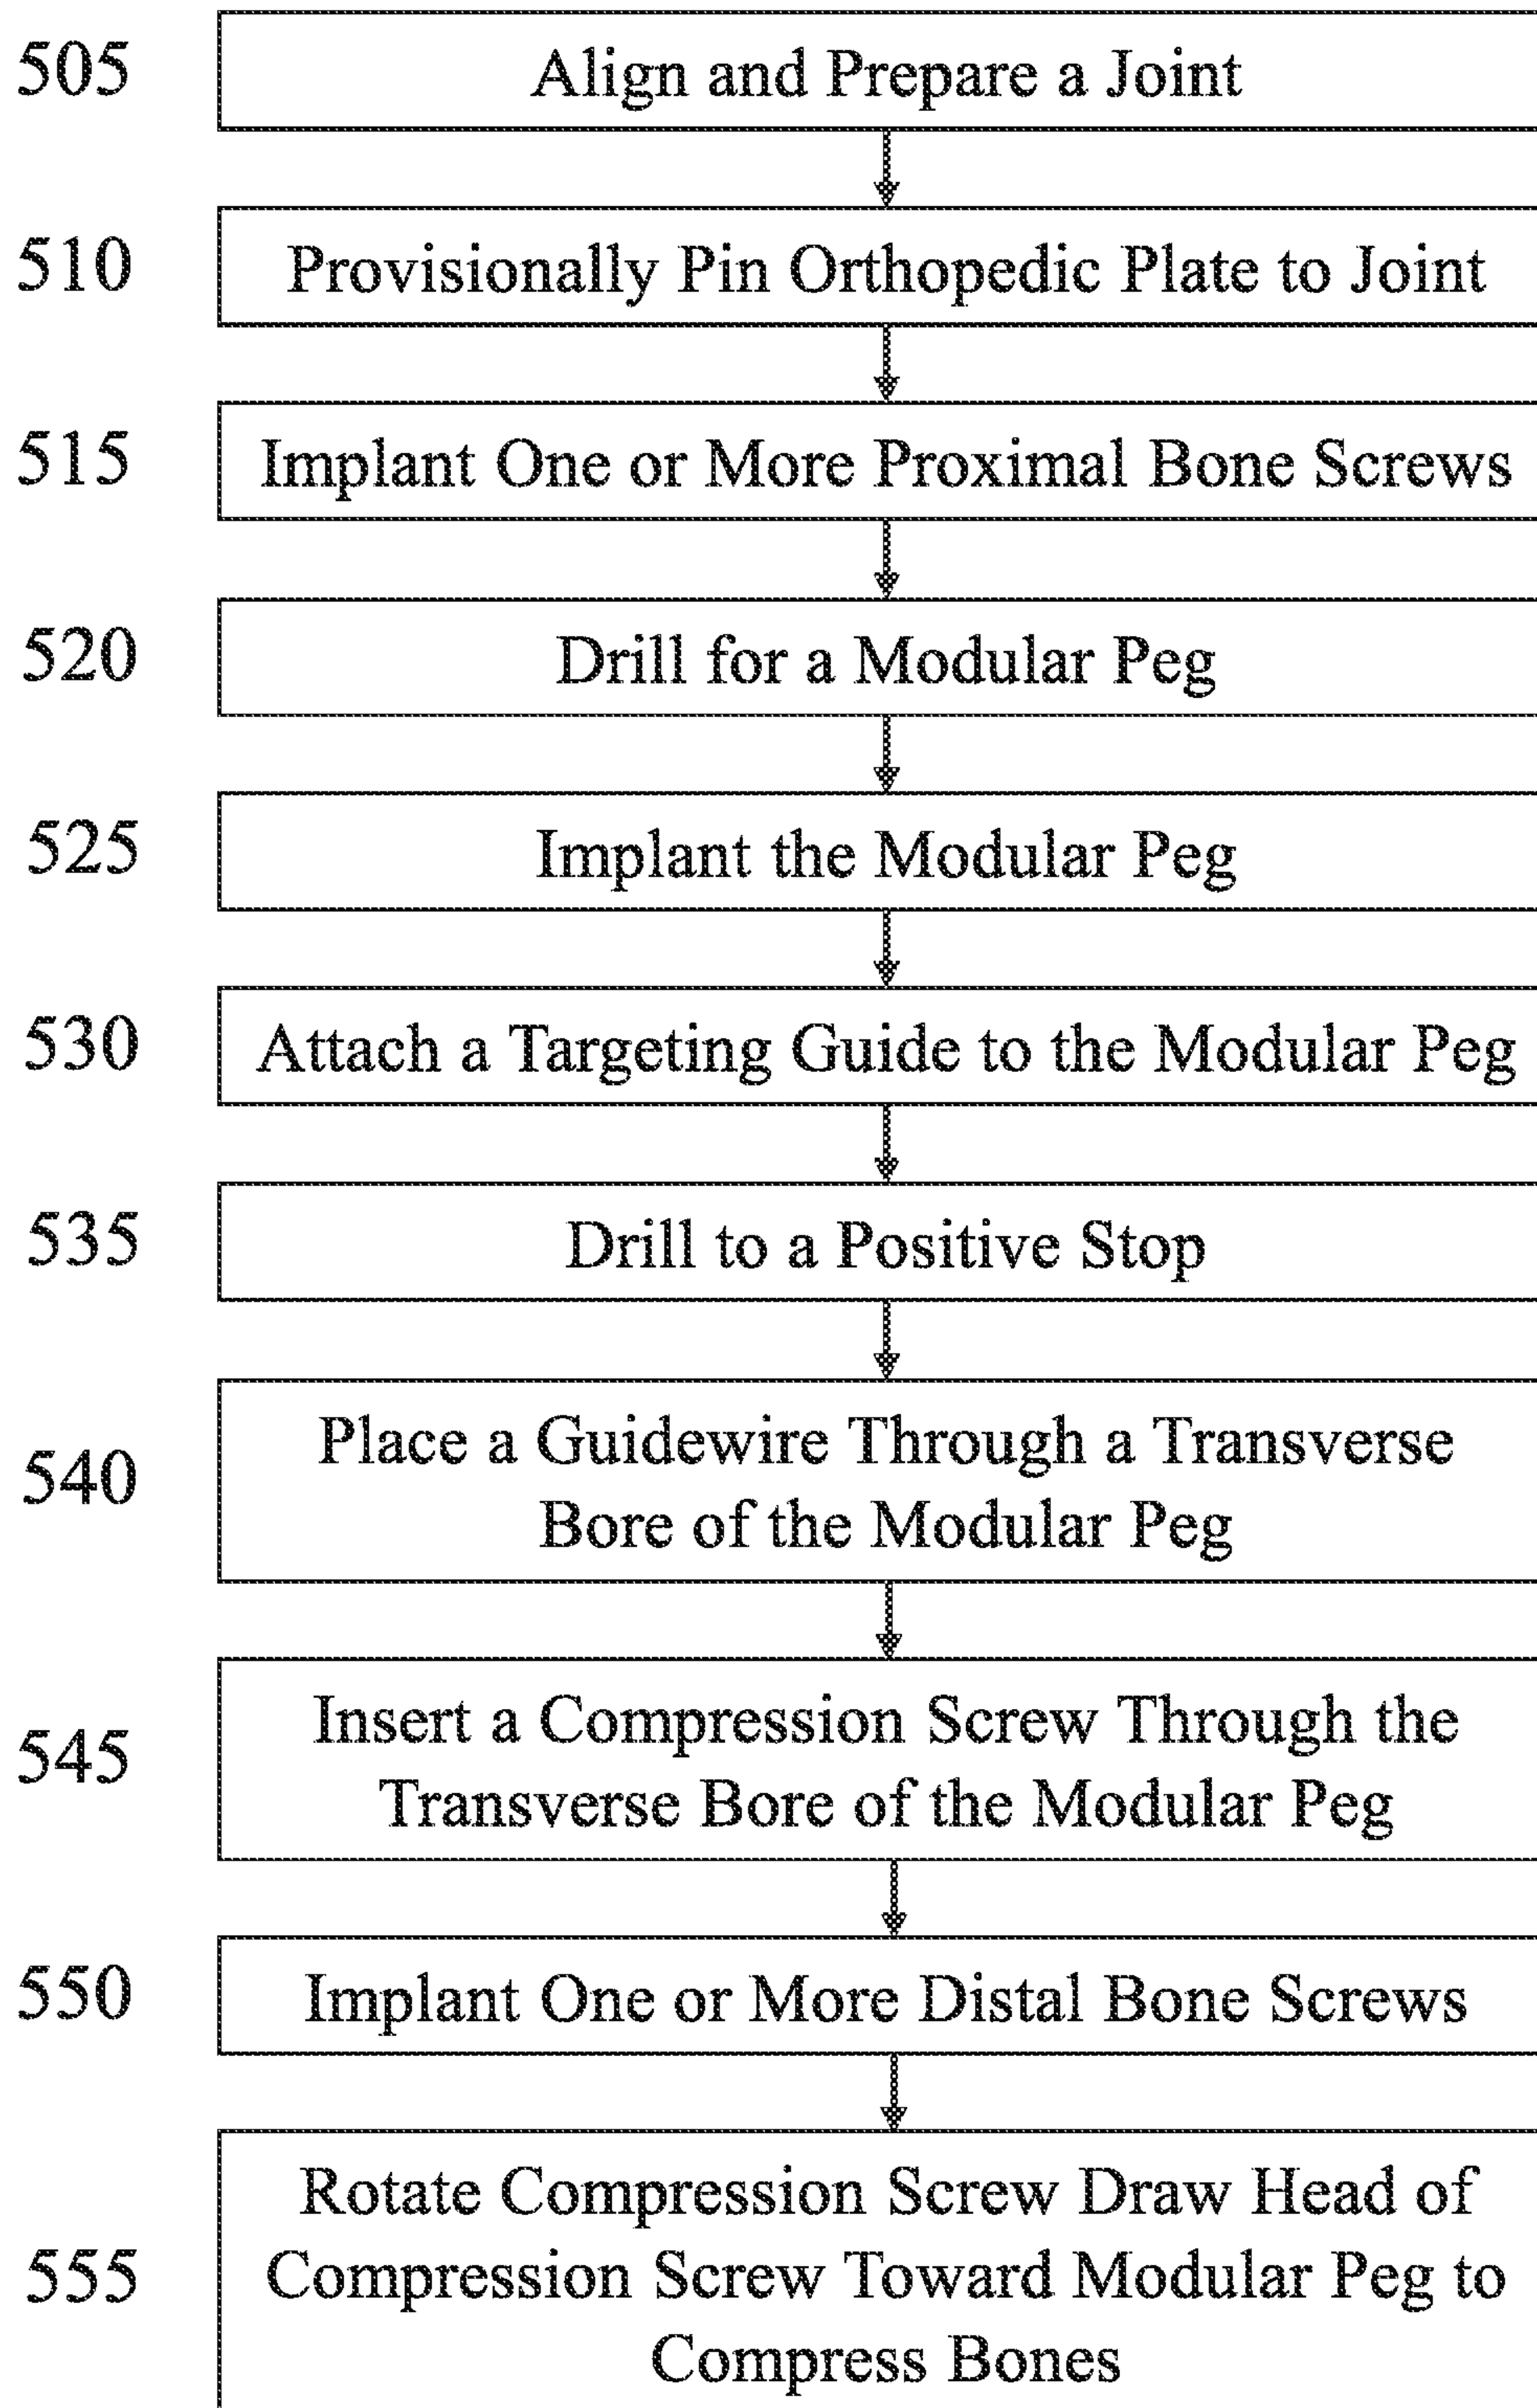 505
Align and Prepare a Joint
510
Provisionally Pin Orthopedic Plate to Joint
515
Implant One or More Proximal Bone Screws
520
Drill for a Modular Peg
525
Implant the Modular Peg
530
Attach a Targeting Guide to the Modular Peg
535
Drill to a Positive Stop
540
Place a Guidewire Through a Transverse
Bore of the Modular Peg
545
Insert a Compression Screw Through the
Transverse Bore of the Modular Peg
550
Implant One or More Distal Bone Screws
555
Rotate Compression Screw Draw Head of
Compression Screw Toward Modular Peg to
Compress Bones